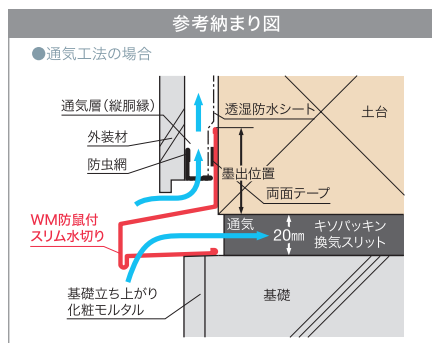 参考納まり図
●通気工法の場合
通気層(縦胴縁)
外装材
防虫網
透湿防水シート
土台
墨出位置
両面テープ
WM防鼠付
スリム水切り
通気
20mm
キソパッキン
換気スリット
基礎立ち上がり
化粧モルタル
基礎